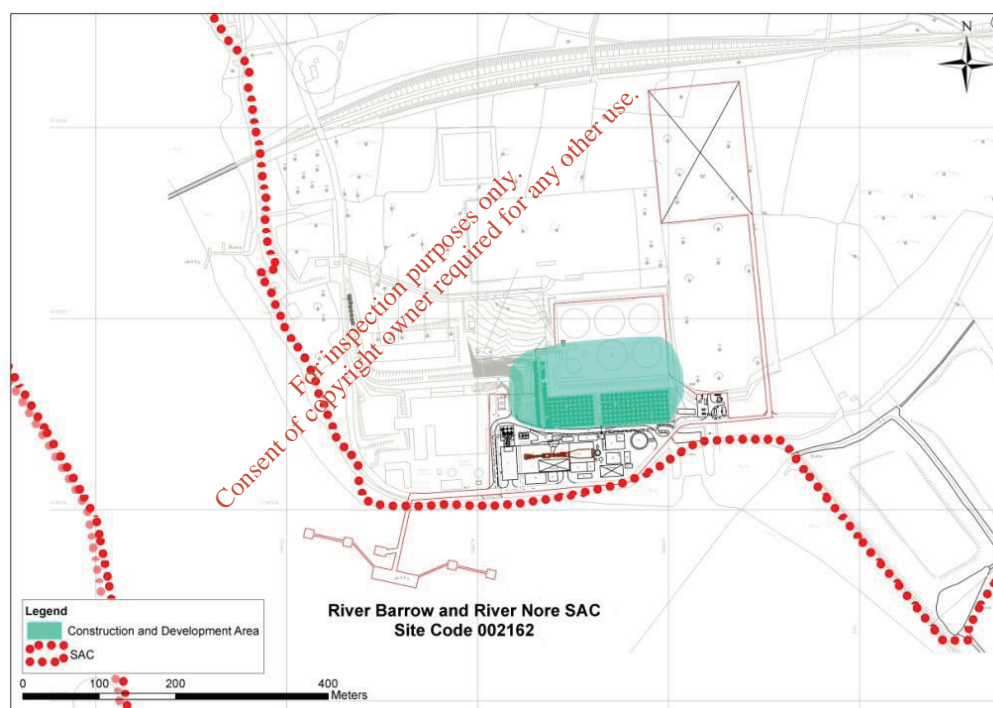 N
For inspection purposes only.
Consent of copyright owner required for any other use.
River Barrow and River Nore SAC
Site Code 002162
Legend
Construction and Development Area
SAC
0 100 200 400
Meters